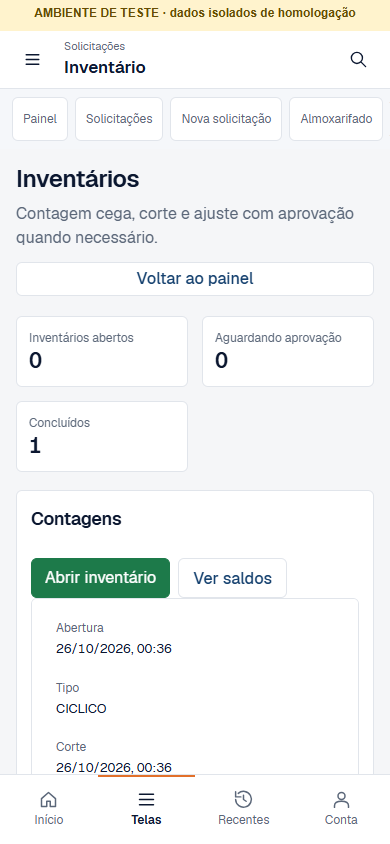 AMBIENTE DE TESTE · dados isolados de homologação
Solicitações
Inventário
Painel
Solicitações
Nova solicitação
Almoxarifado
Inventários
Contagem cega, corte e ajuste com aprovação
quando necessário.
Voltar ao painel
Inventários abertos
0
Aguardando aprovação
0
Concluídos
1
Contagens
Abrir inventário
Ver saldos
Abertura
26/10/2026, 00:36
Tipo
CICLICO
Corte
26/10/2026, 00:36
Início
Telas
Recentes
Conta